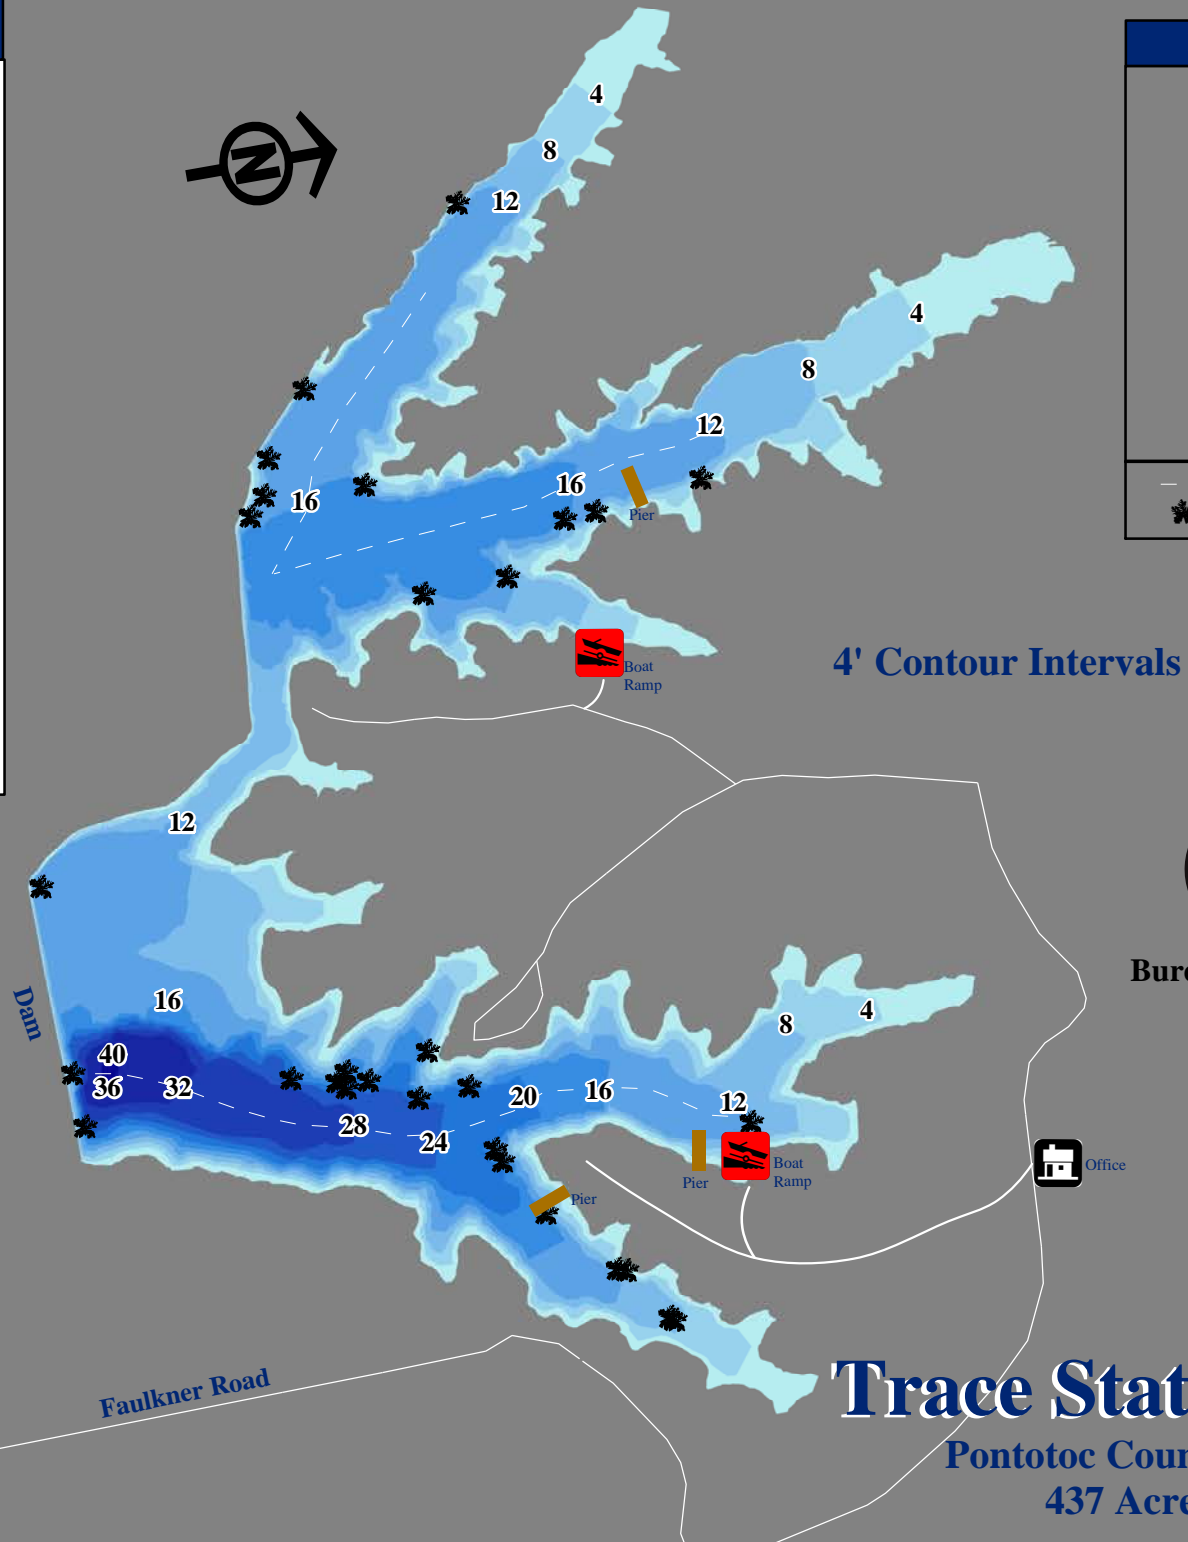 4
8
N
12
4
8
12
16
16
Pier
Boat
Ramp
4' Contour Intervals
12
Dam
16
8
4
40
36
32
20
16
12
28
24
Boat
Ramp
Pier
Office
Pier
Faulkner Road
Trace Stat
Pontotoc Coun
437 Acre